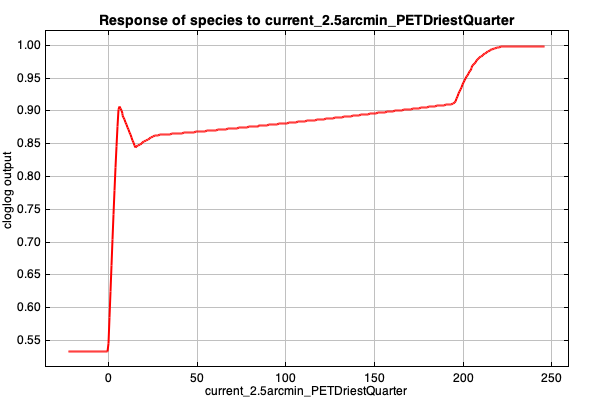 Response of species to current_2.5arcmin_PETDriestQuarter
1.00
0.95
0.90
0.85
0.80
0.75
0.70
0.65
0.60
0.55
cloglog output
0 50 100 150 200 250
current_2.5arcmin_PETDriestQuarter